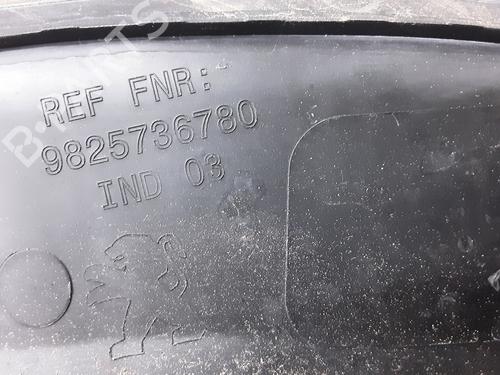 REF FNR:-
9825736780
IND 03
B-PARTS